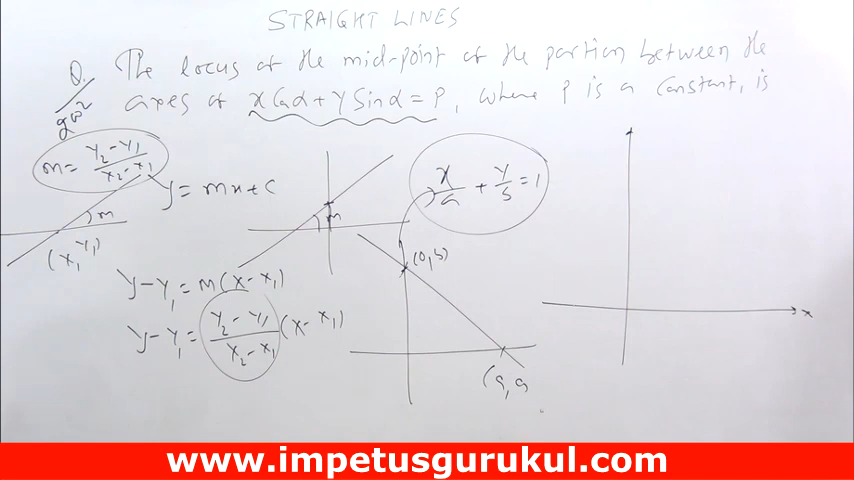 STRAIGHT LINES
Q. The locus of the mid-point of the portion between the
2002 axes of x Cos α + y Sin α = P, where P is a constant, is
m = y₂ - y₁ / x₂ - x₁
y = mx + c
m
(x₁ y₁)
m
x/a + y/b = 1
(0, b)
y - y₁ = m(x - x₁)
y - y₁ = y₂ - y₁ / x₂ - x₁ (x - x₁)
x
www.impetusgurukul.com